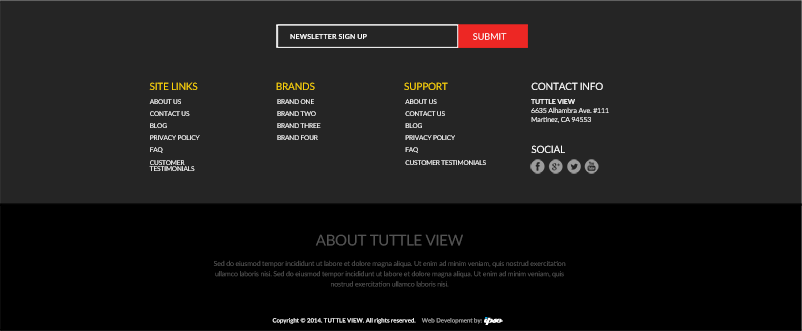 NEWSLETTER SIGN UP
SUBMIT
SITE LINKS
ABOUT US
CONTACT US
BLOG
PRIVACY POLICY
FAQ
CUSTOMER
TESTIMONIALS
BRANDS
BRAND ONE
BRAND TWO
BRAND THREE
BRAND FOUR
SUPPORT
ABOUT US
CONTACT US
BLOG
PRIVACY POLICY
FAQ
CUSTOMER TESTIMONIALS
CONTACT INFO
TUTTLE VIEW
6635 Alhambra Ave. #111
Martinez, CA 94553
SOCIAL
ABOUT TUTTLE VIEW
Sed do eiusmod tempor incididunt ut labore et dolore magna aliqua. Ut enim ad minim veniam, quis nostrud exercitation
ullamco laboris nisi. Sed do eiusmod tempor incididunt ut labore et dolore magna aliqua. Ut enim ad minim veniam, quis
nostrud exercitation ullamco laboris nisi.
Copyright © 2014. TUTTLE VIEW. All rights reserved. Web Development by: